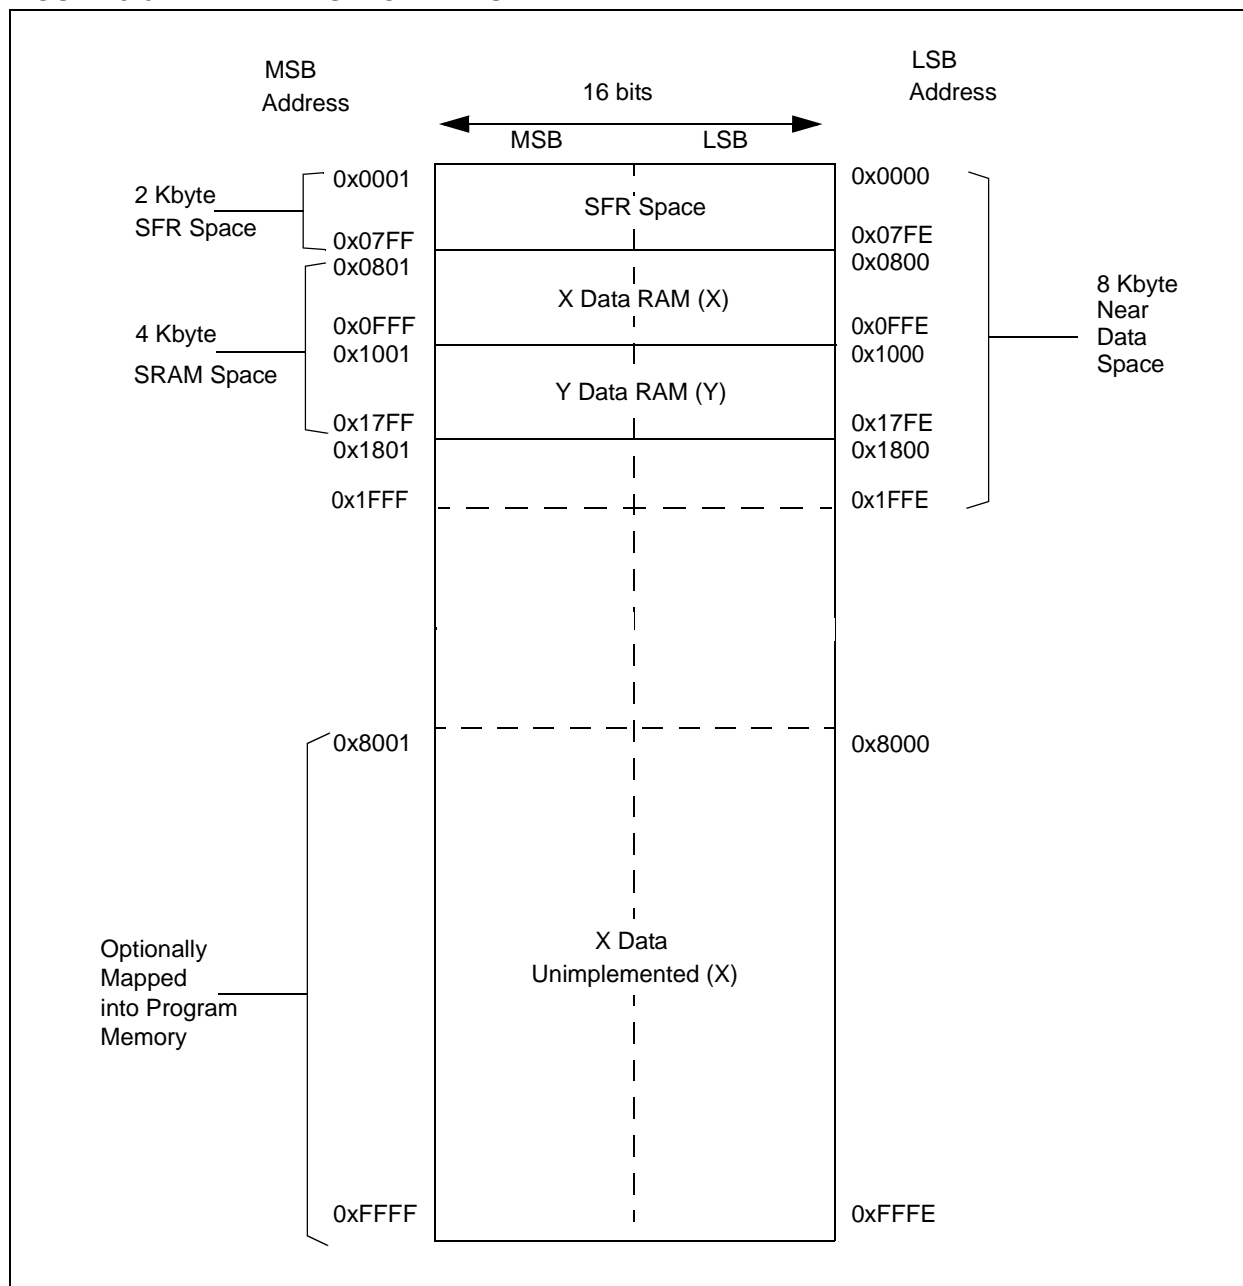 MSB
Address
16 bits
LSB
Address
MSB
LSB
2 Kbyte
SFR Space
0x0001
SFR Space
0x0000
0x07FF
0x07FE
0x0801
0x0800
4 Kbyte
SRAM Space
X Data RAM (X)
8 Kbyte
Near
Data
Space
0x0FFF
0x0FFE
0x1001
0x1000
Y Data RAM (Y)
0x17FF
0x17FE
0x1801
0x1800
0x1FFF
0x1FFE
0x8001
0x8000
Optionally
Mapped
into Program
Memory
X Data
Unimplemented (X)
0xFFFF
0xFFFE